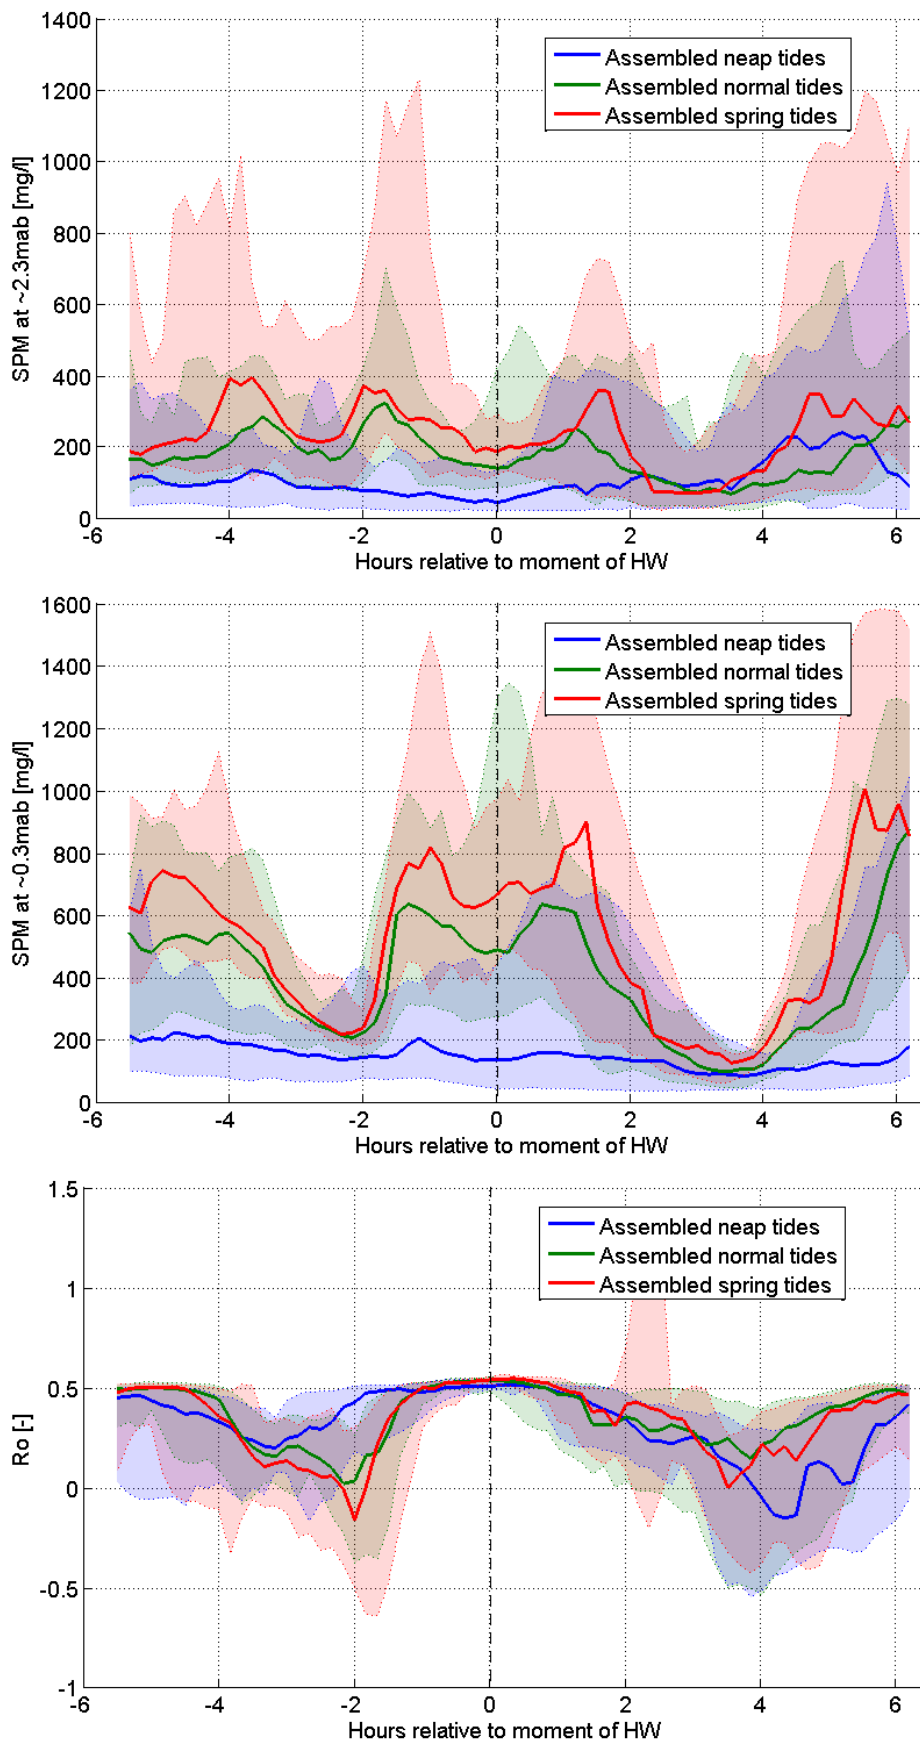 1400
1200
1000
800
600
400
200
0
SPM at ~2.3mab [mg/l]
Assembled neap tides
Assembled normal tides
Assembled spring tides
-6 -4 -2 0 2 4 6
Hours relative to moment of HW
1600
1400
1200
1000
800
600
400
200
0
SPM at ~0.3mab [mg/l]
Assembled neap tides
Assembled normal tides
Assembled spring tides
-6 -4 -2 0 2 4 6
Hours relative to moment of HW
1.5
1
0.5
0
-0.5
-1
Ro [-]
Assembled neap tides
Assembled normal tides
Assembled spring tides
-6 -4 -2 0 2 4 6
Hours relative to moment of HW